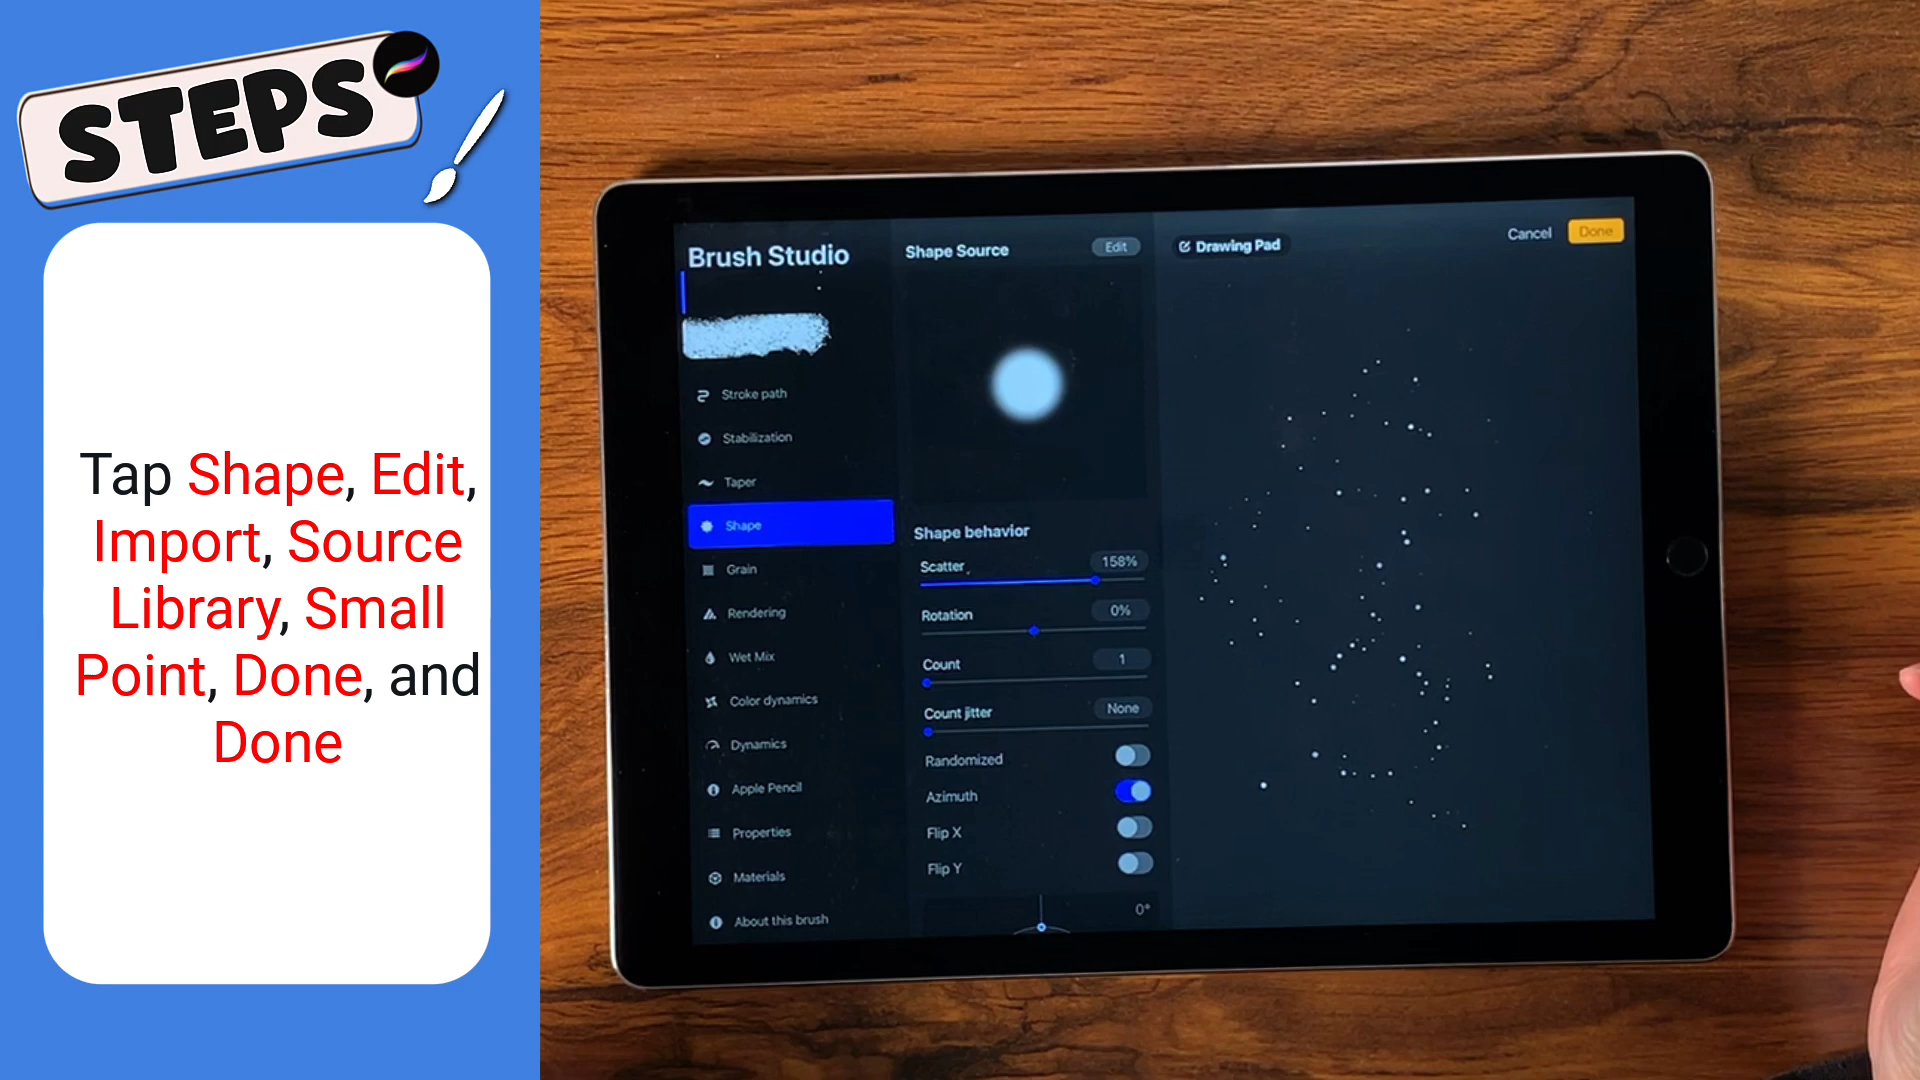 STEPS
Tap Shape, Edit,
Import, Source
Library, Small
Point, Done, and
Done
Brush Studio
Stroke path
Stabilization
Taper
Shape
Grain
Rendering
Wet Mix
Color dynamics
Dynamics
Apple Pencil
Properties
Materials
About this brush
Shape Source
Edit
Shape behavior
Scatter 158%
Rotation 0%
Count 1
Count jitter None
Randomized
Azimuth
Flip X
Flip Y
0°
Drawing Pad
Cancel
Done